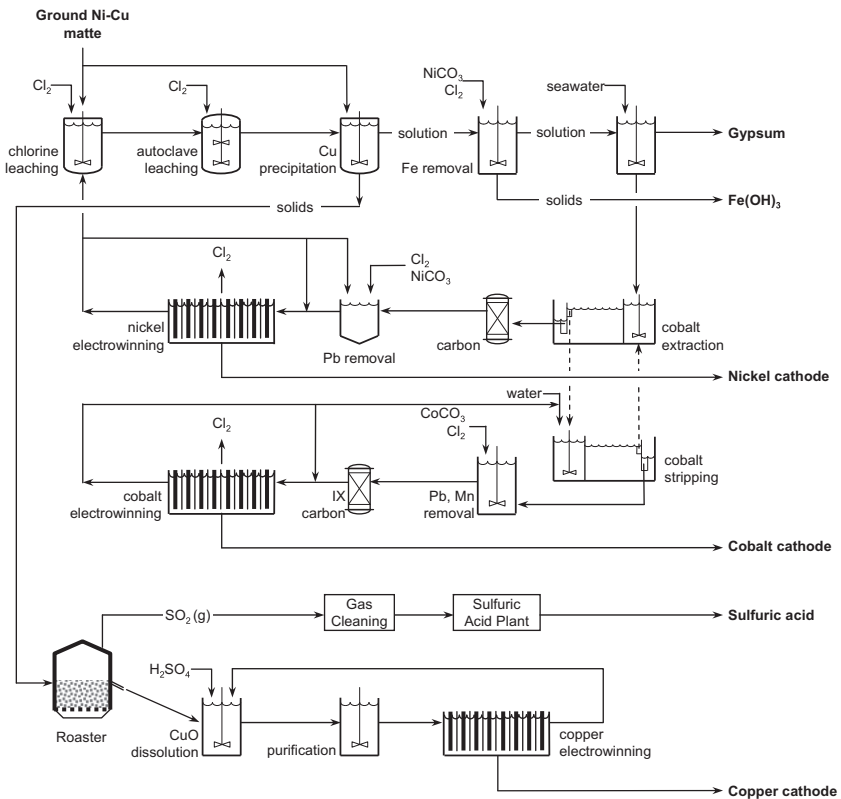 Ground Ni-Cu
matte
Cl2
Cl2
NiCO3
Cl2
seawater
chlorine
leaching
autoclave
leaching
Cu
precipitation
solution
Fe removal
solution
Gypsum
solids
solids
Fe(OH)3
Cl2
Cl2
NiCO3
nickel
electrowinning
Pb removal
carbon
cobalt
extraction
Nickel cathode
water
Cl2
CoCO3
Cl2
cobalt
electrowinning
IX
carbon
Pb, Mn
removal
cobalt
stripping
Cobalt cathode
SO2 (g)
Gas
Cleaning
Sulfuric
Acid Plant
Sulfuric acid
H2SO4
Roaster
CuO
dissolution
purification
copper
electrowinning
Copper cathode